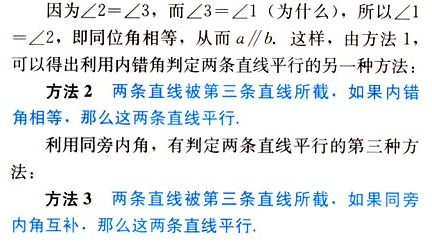 因为∠2=∠3，而∠3=∠1（为什么），所以∠1
=∠2，即同位角相等，从而 a∥b. 这样，由方法 1，
可以得出利用内错角判定两条直线平行的另一种方法：
方法 2 两条直线被第三条直线所截，如果内错
角相等，那么这两条直线平行.
利用同旁内角，有判定两条直线平行的第三种方
法：
方法 3 两条直线被第三条直线所截，如果同旁
内角互补，那么这两条直线平行.